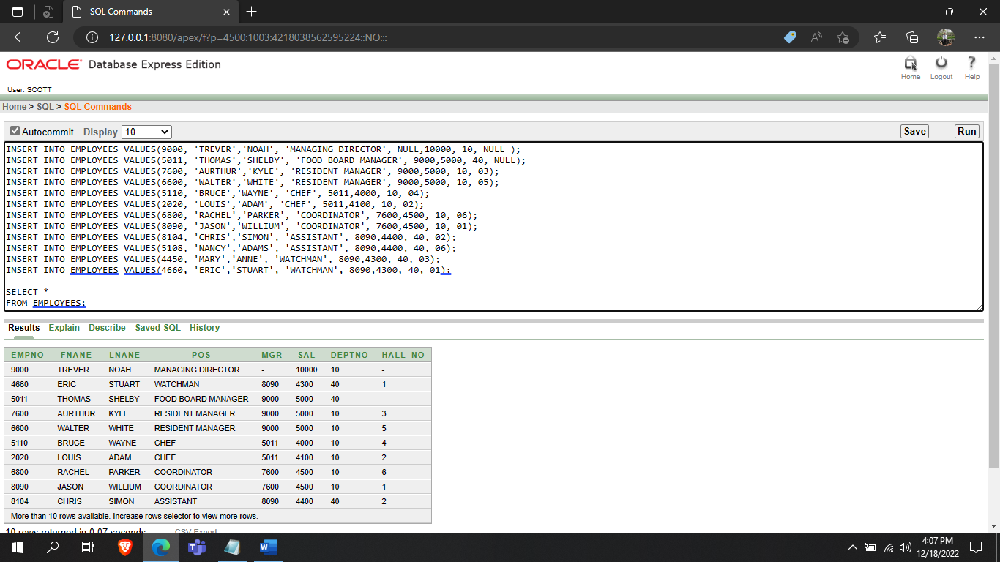 SQL Commands
127.0.0.1:8080/apex/f?p=4500:1003:4218038562595224::NO:::
ORACLE Database Express Edition
Home Logout Help
User: SCOTT
Home > SQL > SQL Commands
Autocommit Display 10 Save Run
INSERT INTO EMPLOYEES VALUES(9000, 'TREVER','NOAH', 'MANAGING DIRECTOR', NULL,10000, 10, NULL );
INSERT INTO EMPLOYEES VALUES(5011, 'THOMAS','SHELBY', 'FOOD BOARD MANAGER', 9000,5000, 40, NULL);
INSERT INTO EMPLOYEES VALUES(7600, 'AURTHUR','KYLE', 'RESIDENT MANAGER', 9000,5000, 10, 03);
INSERT INTO EMPLOYEES VALUES(6600, 'WALTER','WHITE', 'RESIDENT MANAGER', 9000,5000, 10, 05);
INSERT INTO EMPLOYEES VALUES(5110, 'BRUCE','WAYNE', 'CHEF', 5011,4000, 10, 04);
INSERT INTO EMPLOYEES VALUES(2020, 'LOUIS','ADAM', 'CHEF', 5011,4100, 10, 02);
INSERT INTO EMPLOYEES VALUES(6800, 'RACHEL','PARKER', 'COORDINATOR', 7600,4500, 10, 06);
INSERT INTO EMPLOYEES VALUES(8090, 'JASON','WILLIUM', 'COORDINATOR', 7600,4500, 10, 01);
INSERT INTO EMPLOYEES VALUES(8104, 'CHRIS','SIMON', 'ASSISTANT', 8090,4400, 40, 02);
INSERT INTO EMPLOYEES VALUES(5108, 'NANCY','ADAMS', 'ASSISTANT', 8090,4400, 40, 06);
INSERT INTO EMPLOYEES VALUES(4450, 'MARY','ANNE', 'WATCHMAN', 8090,4300, 40, 03);
INSERT INTO EMPLOYEES VALUES(4660, 'ERIC','STUART', 'WATCHMAN', 8090,4300, 40, 01);
SELECT *
FROM EMPLOYEES;
Results Explain Describe Saved SQL History
EMPNO FNANE LNANE POS MGR SAL DEPTNO HALL_NO
9000 TREVER NOAH MANAGING DIRECTOR - 10000 10 -
4660 ERIC STUART WATCHMAN 8090 4300 40 1
5011 THOMAS SHELBY FOOD BOARD MANAGER 9000 5000 40 -
7600 AURTHUR KYLE RESIDENT MANAGER 9000 5000 10 3
6600 WALTER WHITE RESIDENT MANAGER 9000 5000 10 5
5110 BRUCE WAYNE CHEF 5011 4000 10 4
2020 LOUIS ADAM CHEF 5011 4100 10 2
6800 RACHEL PARKER COORDINATOR 7600 4500 10 6
8090 JASON WILLIUM COORDINATOR 7600 4500 10 1
8104 CHRIS SIMON ASSISTANT 8090 4400 40 2
More than 10 rows available. Increase rows selector to view more rows.
10 rows returned in 0.07 seconds CSV Export
4:07 PM
12/18/2022